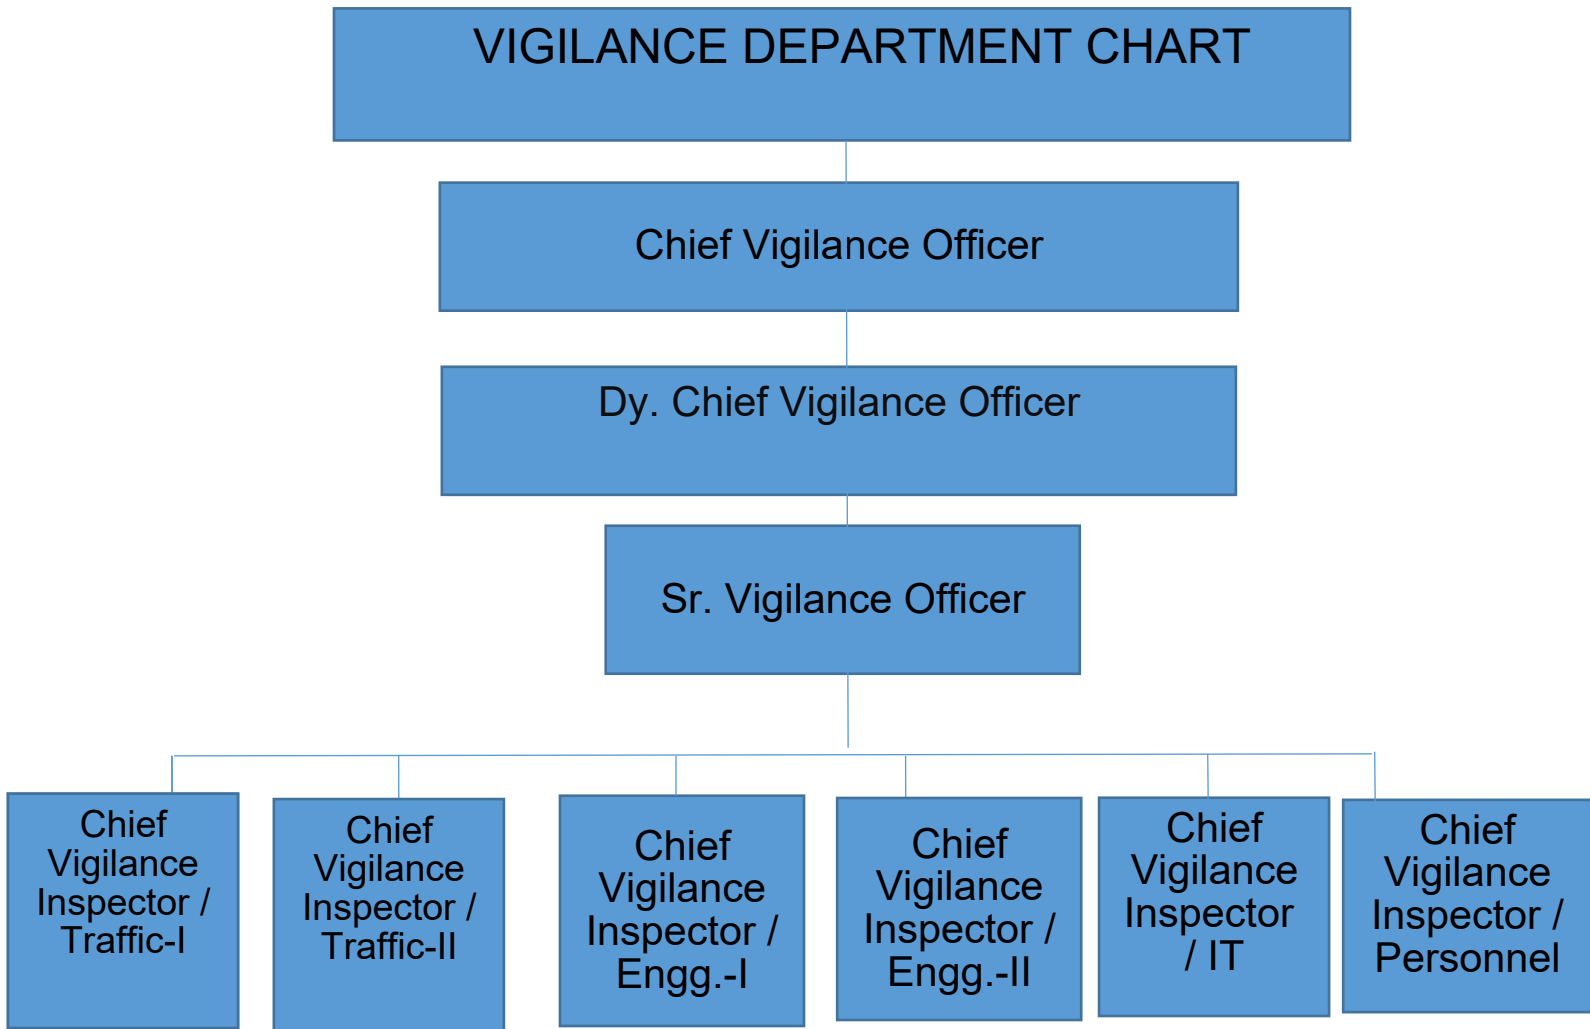 VIGILANCE DEPARTMENT CHART
Chief Vigilance Officer
Dy. Chief Vigilance Officer
Sr. Vigilance Officer
Chief
Vigilance
Inspector /
Traffic-I
Chief
Vigilance
Inspector /
Traffic-II
Chief
Vigilance
Inspector /
Engg.-I
Chief
Vigilance
Inspector /
Engg.-II
Chief
Vigilance
Inspector
/ IT
Chief
Vigilance
Inspector /
Personnel